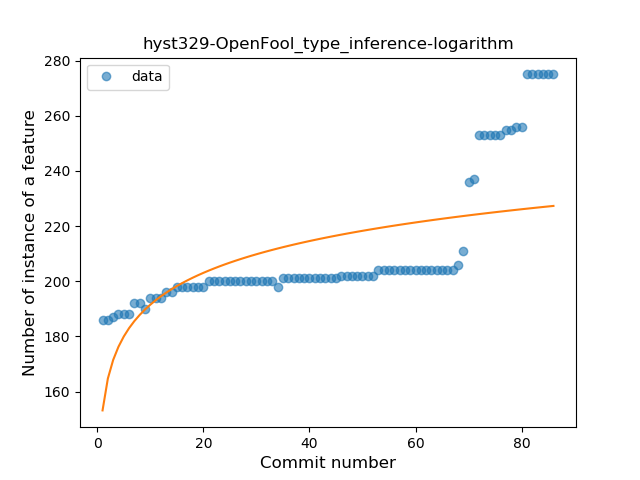 hyst329-OpenFool_type_inference-logarithm
data
Number of instance of a feature
280
260
240
220
200
180
160
0 20 40 60 80
Commit number